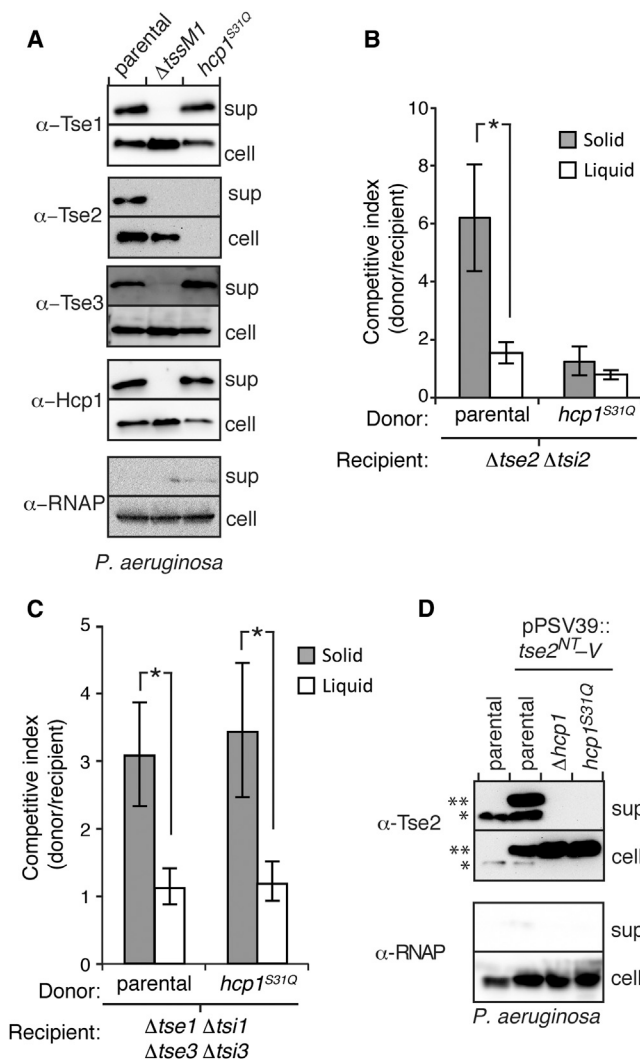 A
parental
ΔtssM1
hcp1S31Q
α–Tse1
sup
cell
α–Tse2
sup
cell
α–Tse3
sup
cell
α–Hcp1
sup
cell
α–RNAP
sup
cell
P. aeruginosa
B
10
8
6
4
2
0
Competitive index
(donor/recipient)
*
Solid
Liquid
Donor: parental hcp1S31Q
Recipient: Δtse2 Δtsi2
C
5
4
3
2
1
0
Competitive index
(donor/recipient)
*
*
Solid
Liquid
Donor: parental hcp1S31Q
Recipient: Δtse1 Δtsi1
Δtse3 Δtsi3
D
pPSV39::
tse2NT–V
parental
parental
Δhcp1
hcp1S31Q
α-Tse2
**
*
sup
**
*
cell
α-RNAP
sup
cell
P. aeruginosa